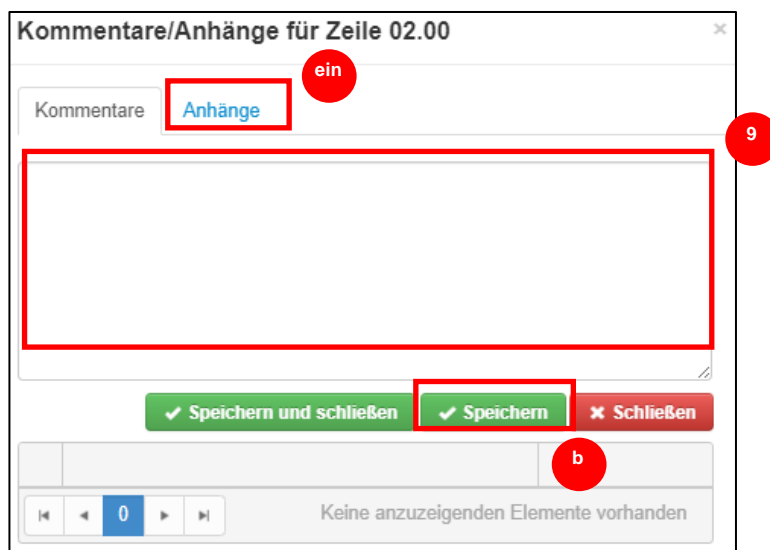 Kommentare/Anhänge für Zeile 02.00 ×
ein
Kommentare Anhänge
9
Speichern und schließen Speichern Schließen
b
0 Keine anzuzeigenden Elemente vorhanden